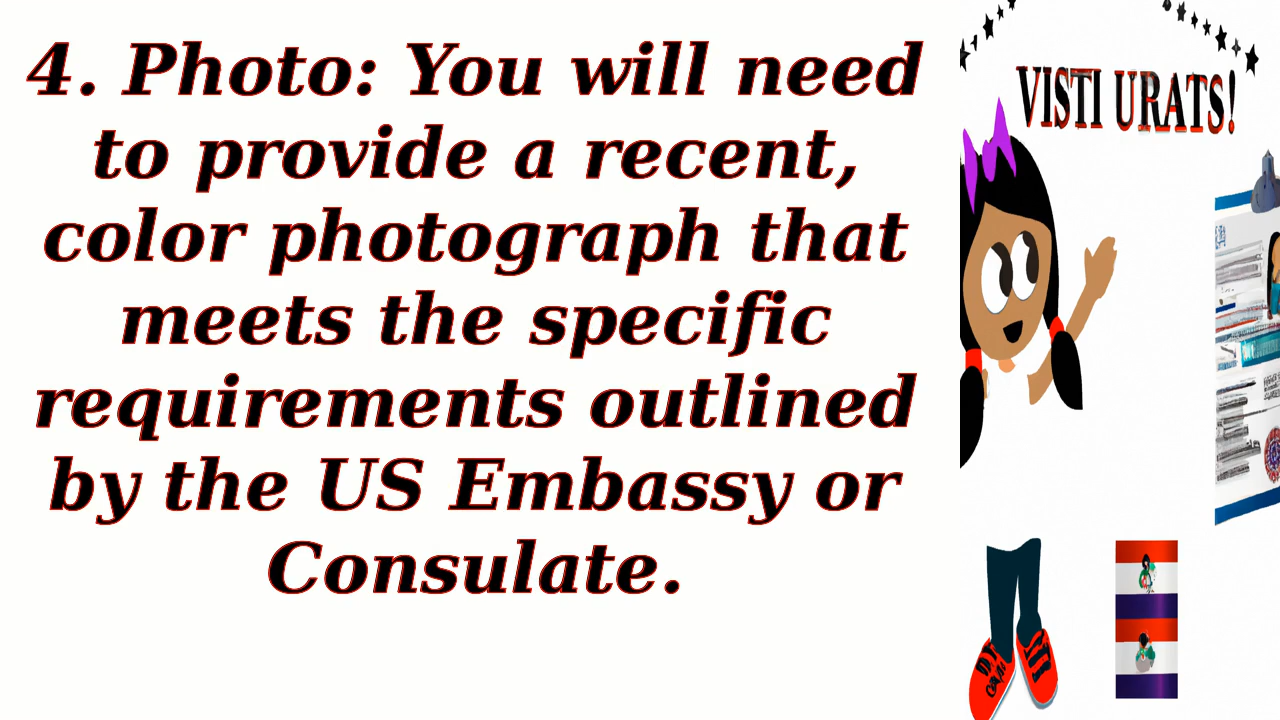 4. Photo: You will need
to provide a recent,
color photograph that
meets the specific
requirements outlined
by the US Embassy or
Consulate.
VISTI URATS!